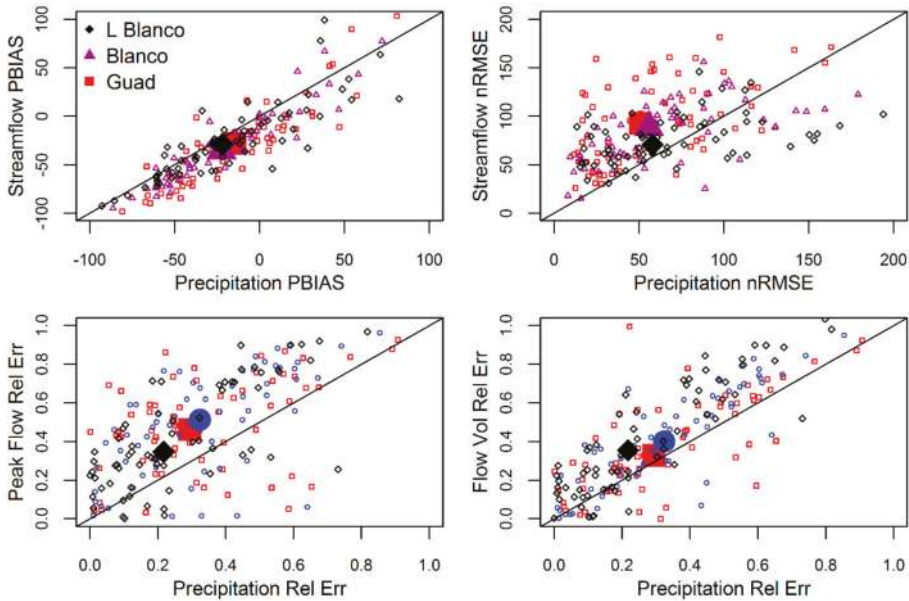 L Blanco
Blanco
Guad
Streamflow PBIAS
-100 -50 0 50 100
-100 -50 0 50 100
Precipitation PBIAS
Streamflow nRMSE
0 50 100 150 200
0 50 100 150 200
Precipitation nRMSE
Peak Flow Rel Err
0.0 0.2 0.4 0.6 0.8 1.0
0.0 0.2 0.4 0.6 0.8 1.0
Precipitation Rel Err
Flow Vol Rel Err
0.0 0.2 0.4 0.6 0.8 1.0
0.0 0.2 0.4 0.6 0.8 1.0
Precipitation Rel Err